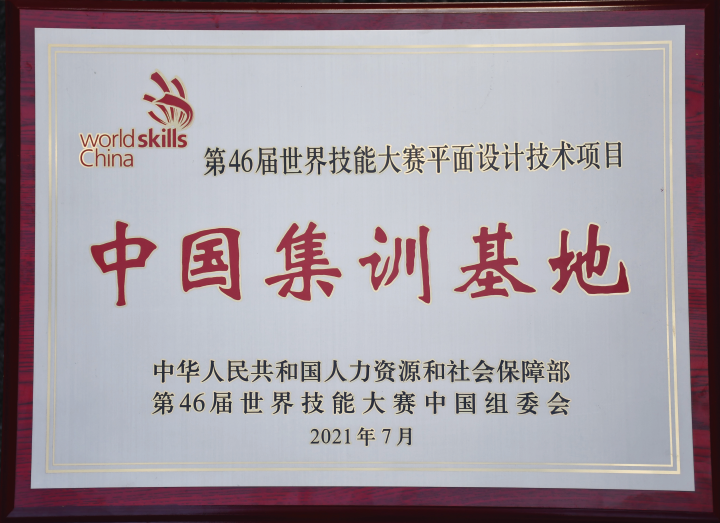 worldskills
China
第46届世界技能大赛平面设计技术项目
中国集训基地
中华人民共和国人力资源和社会保障部
第46届世界技能大赛中国组委会
2021年7月